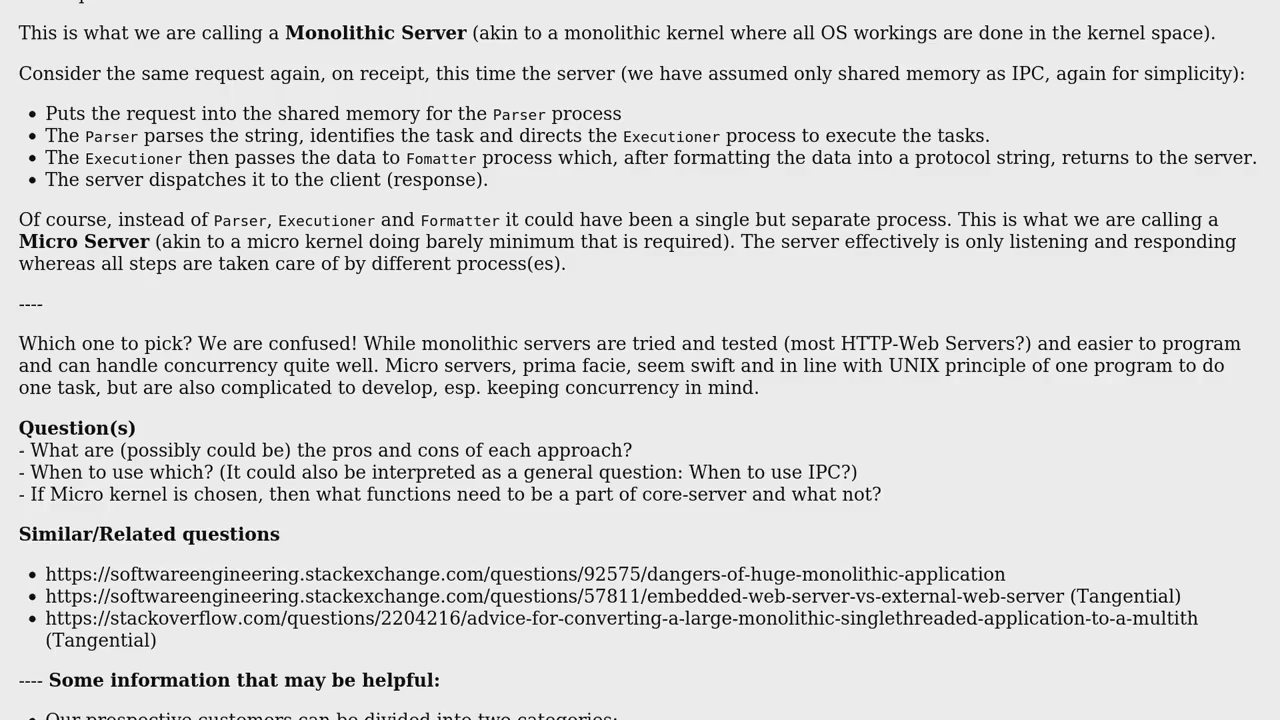 This is what we are calling a Monolithic Server (akin to a monolithic kernel where all OS workings are done in the kernel space).
Consider the same request again, on receipt, this time the server (we have assumed only shared memory as IPC, again for simplicity):
• Puts the request into the shared memory for the Parser process
• The Parser parses the string, identifies the task and directs the Executioner process to execute the tasks.
• The Executioner then passes the data to Fomatter process which, after formatting the data into a protocol string, returns to the server.
• The server dispatches it to the client (response).
Of course, instead of Parser, Executioner and Formatter it could have been a single but separate process. This is what we are calling a
Micro Server (akin to a micro kernel doing barely minimum that is required). The server effectively is only listening and responding
whereas all steps are taken care of by different process(es).
----
Which one to pick? We are confused! While monolithic servers are tried and tested (most HTTP-Web Servers?) and easier to program
and can handle concurrency quite well. Micro servers, prima facie, seem swift and in line with UNIX principle of one program to do
one task, but are also complicated to develop, esp. keeping concurrency in mind.
Question(s)
- What are (possibly could be) the pros and cons of each approach?
- When to use which? (It could also be interpreted as a general question: When to use IPC?)
- If Micro kernel is chosen, then what functions need to be a part of core-server and what not?
Similar/Related questions
• https://softwareengineering.stackexchange.com/questions/92575/dangers-of-huge-monolithic-application
• https://softwareengineering.stackexchange.com/questions/57811/embedded-web-server-vs-external-web-server (Tangential)
• https://stackoverflow.com/questions/2204216/advice-for-converting-a-large-monolithic-singlethreaded-application-to-a-multith
(Tangential)
---- Some information that may be helpful:
• Our prospective customers can be divided into two categories: